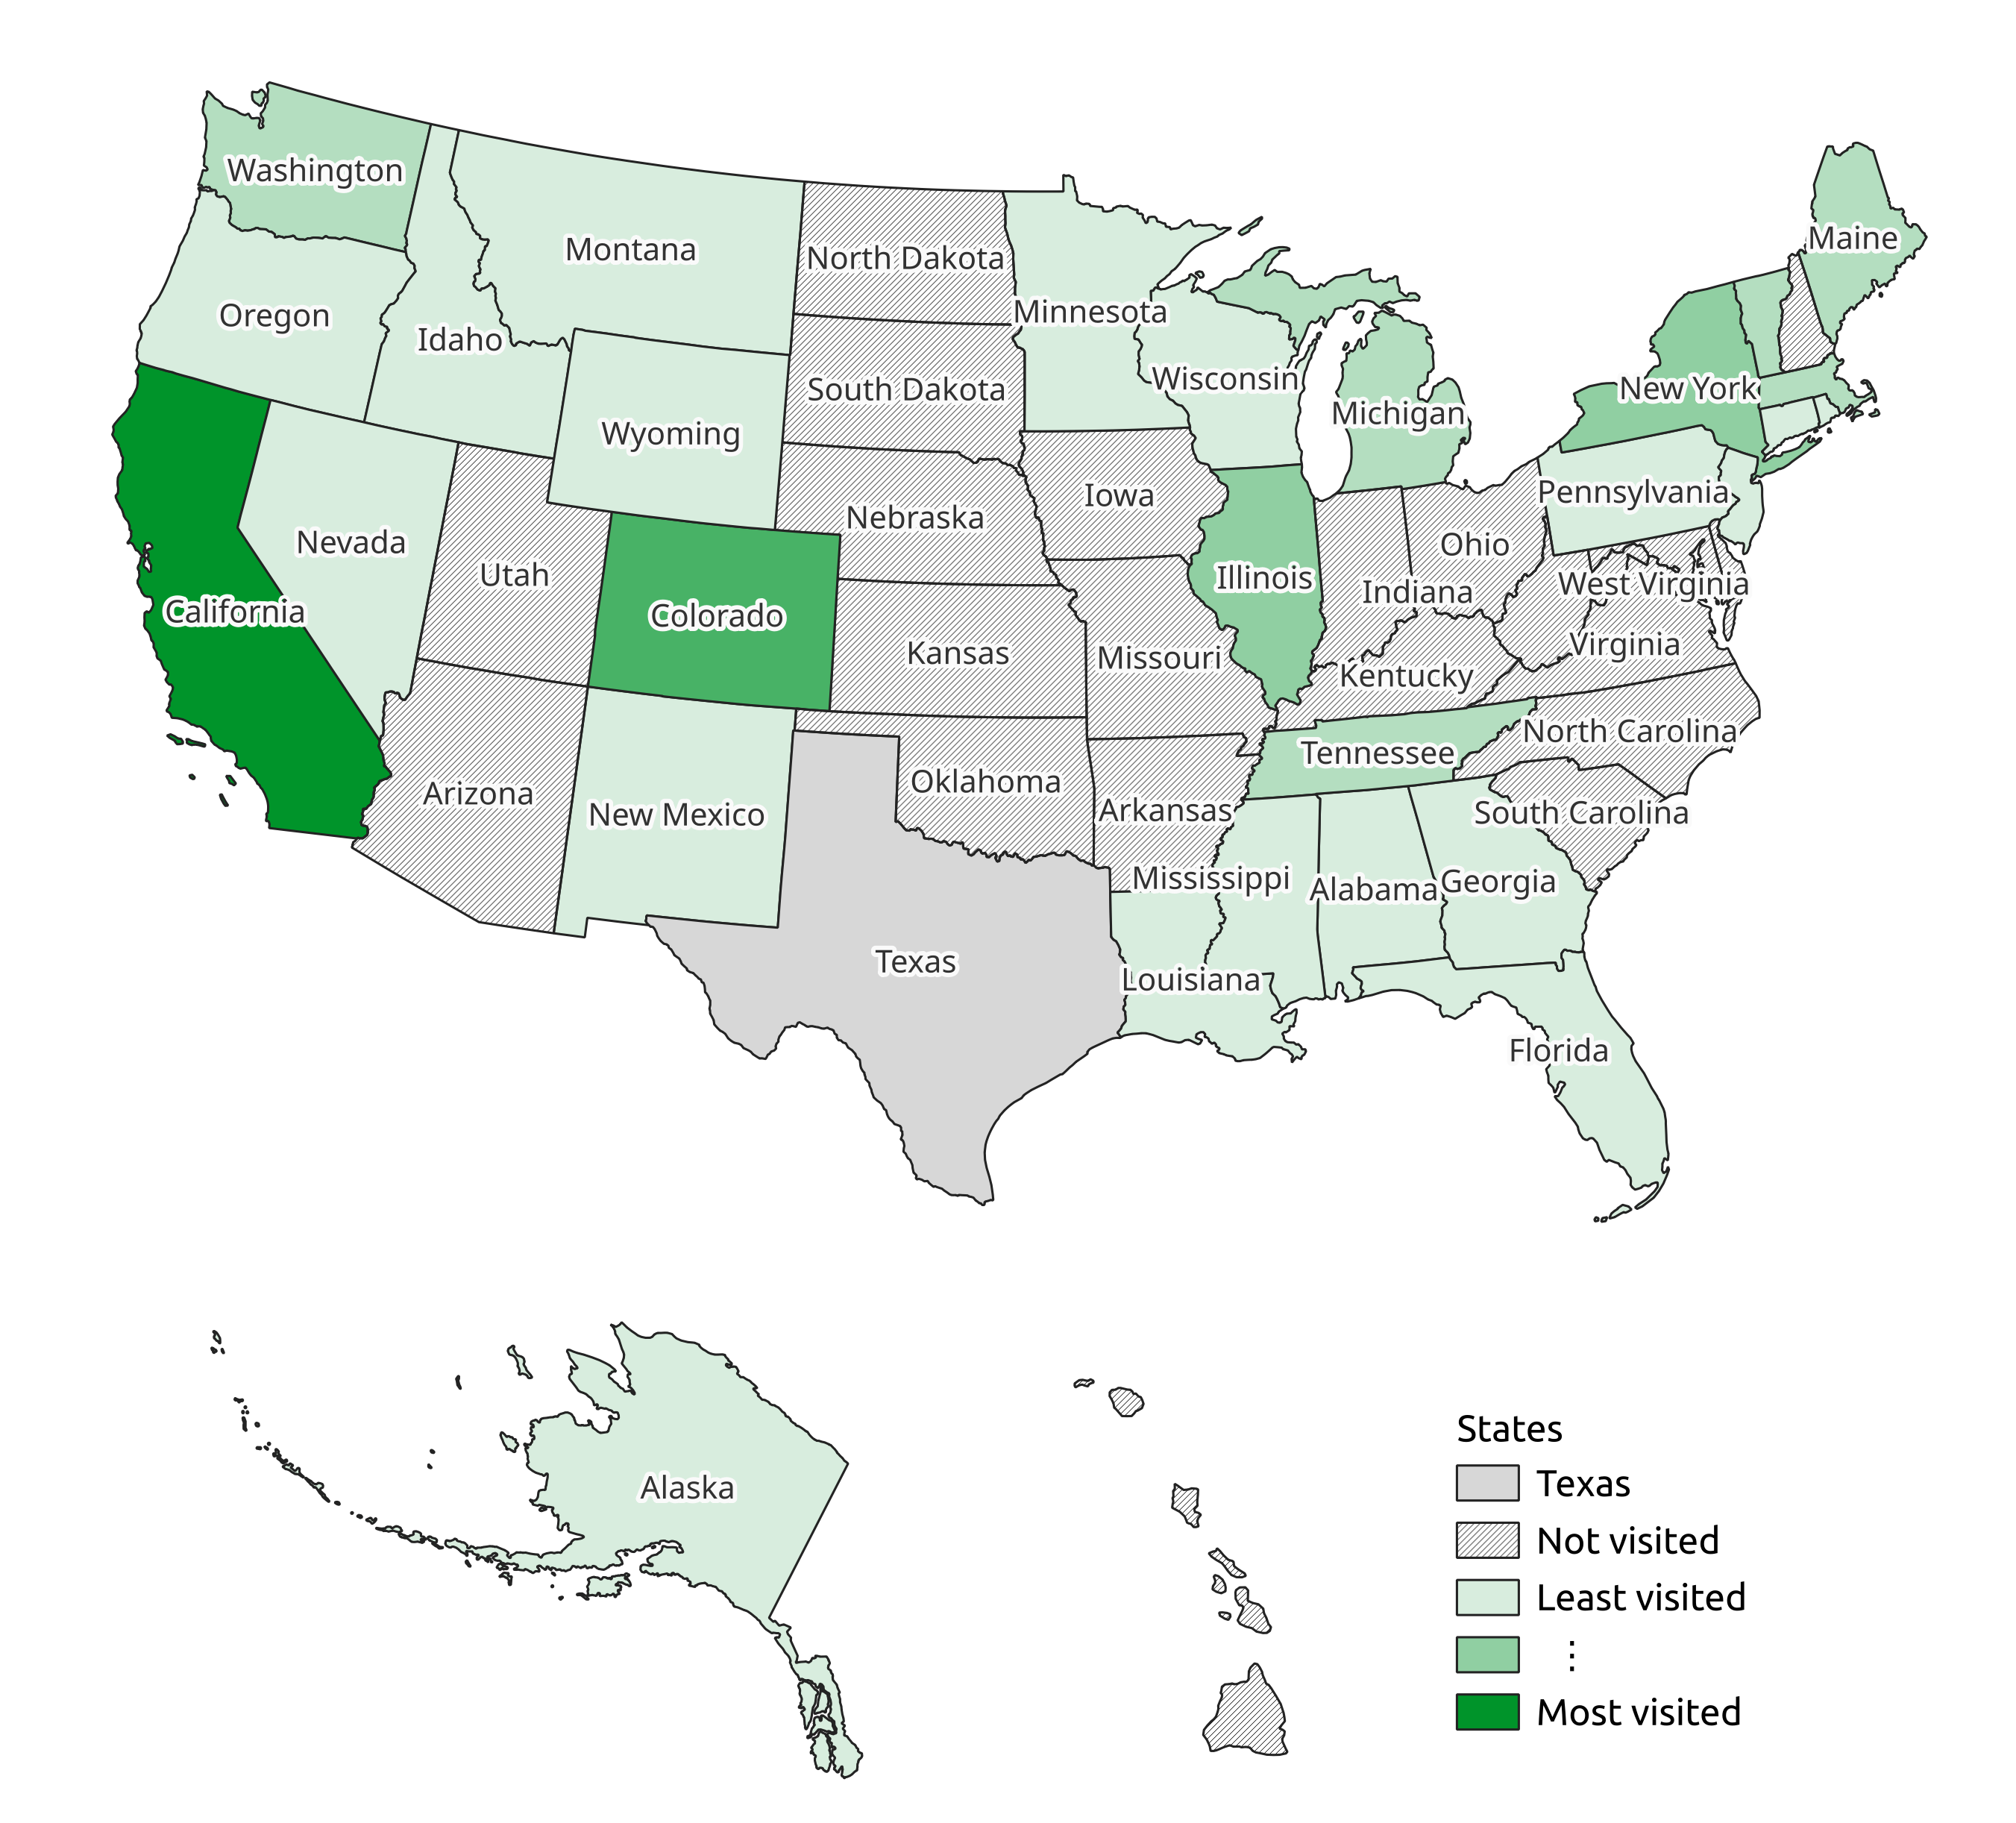 Washington
Montana
North Dakota
Minnesota
Maine
Oregon
Idaho
South Dakota
Wisconsin
Michigan
New York
Wyoming
Iowa
Pennsylvania
Nebraska
Nevada
Utah
Ohio
Illinois
Indiana
West Virginia
California
Colorado
Kansas
Missouri
Virginia
Kentucky
North Carolina
Tennessee
Arizona
Oklahoma
New Mexico
Arkansas
South Carolina
Mississippi
Alabama
Georgia
Texas
Louisiana
Florida
Alaska
States
Texas
Not visited
Least visited
⋮
Most visited